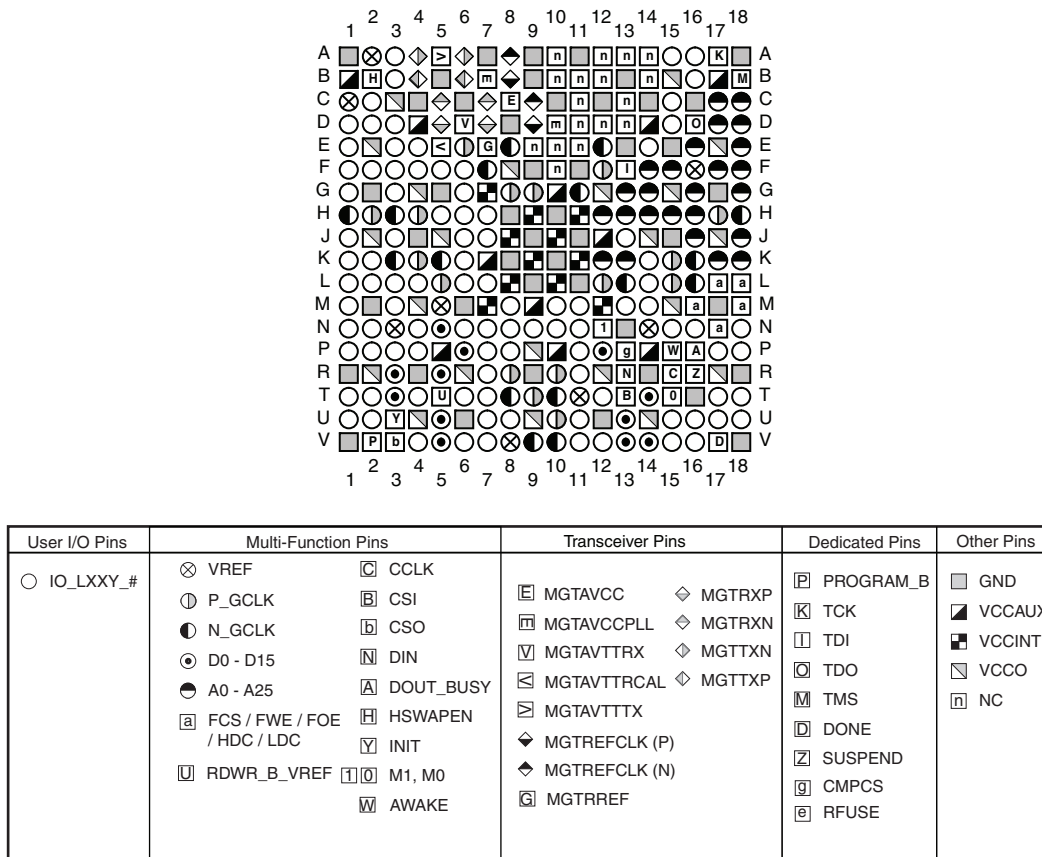 2 4 6 8 10 12 14 16 18
1 3 5 7 9 11 13 15 17
A > n n n n K A
B H E n n n n M B
C E n n C
D V E n n n O D
E < G n n n E
F n I F
G G
H H
J J
K K
L a a L
M a a M
N 1 a N
P g W A P
R N C Z R
T U B 0 T
U Y U
V P b D V
2 4 6 8 10 12 14 16 18
1 3 5 7 9 11 13 15 17
User I/O Pins
IO_LXXY_#
Multi-Function Pins
VREF
P_GCLK
N_GCLK
D0 - D15
A0 - A25
a FCS / FWE / FOE
/ HDC / LDC
U RDWR_B_VREF
C CCLK
B CSI
b CSO
N DIN
A DOUT_BUSY
H HSWAPEN
Y INIT
1 0 M1, M0
W AWAKE
Transceiver Pins
E MGTAVCC
E MGTAVCCPLL
V MGTAVTTRX
< MGTAVTTRCAL
> MGTAVTTTX
MGTREFCLK (P)
MGTREFCLK (N)
G MGTRREF
MGTRXP
MGTRXN
MGTTXN
MGTTXP
Dedicated Pins
P PROGRAM_B
K TCK
I TDI
O TDO
M TMS
D DONE
Z SUSPEND
g CMPCS
e RFUSE
Other Pins
GND
VCCAUX
VCCINT
VCCO
n NC